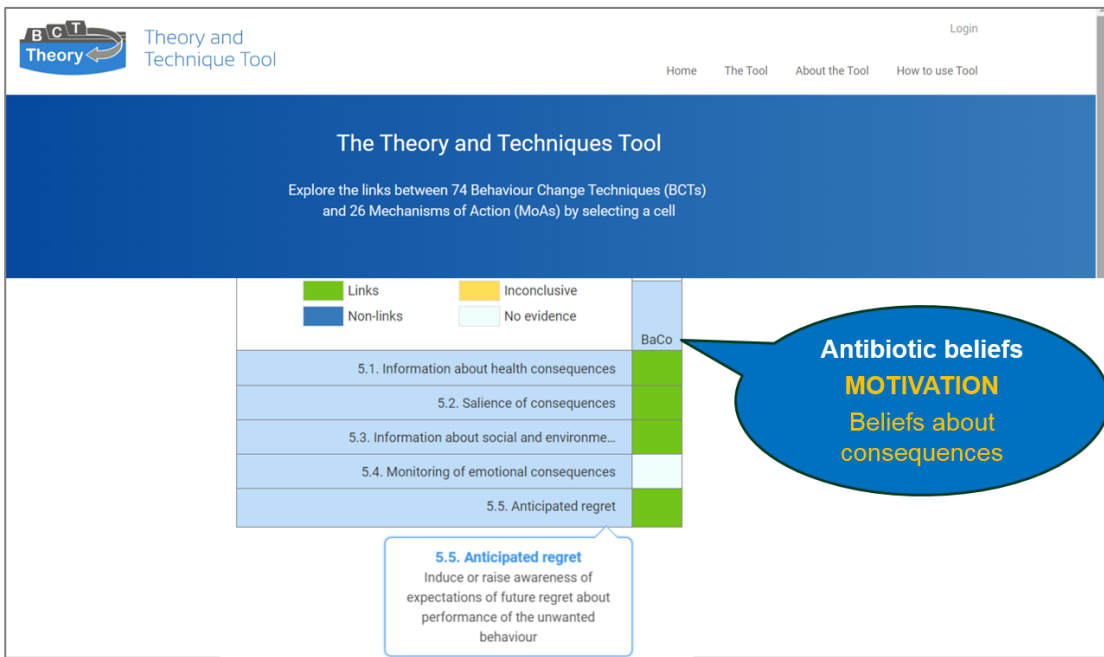 BCT
Theory
Theory and
Technique Tool
Login
Home The Tool About the Tool How to use Tool
The Theory and Techniques Tool
Explore the links between 74 Behaviour Change Techniques (BCTs)
and 26 Mechanisms of Action (MoAs) by selecting a cell
Links Inconclusive
Non-links No evidence
BaCo
5.1. Information about health consequences
5.2. Salience of consequences
5.3. Information about social and environme...
5.4. Monitoring of emotional consequences
5.5. Anticipated regret
5.5. Anticipated regret
Induce or raise awareness of
expectations of future regret about
performance of the unwanted
behaviour
Antibiotic beliefs
MOTIVATION
Beliefs about
consequences